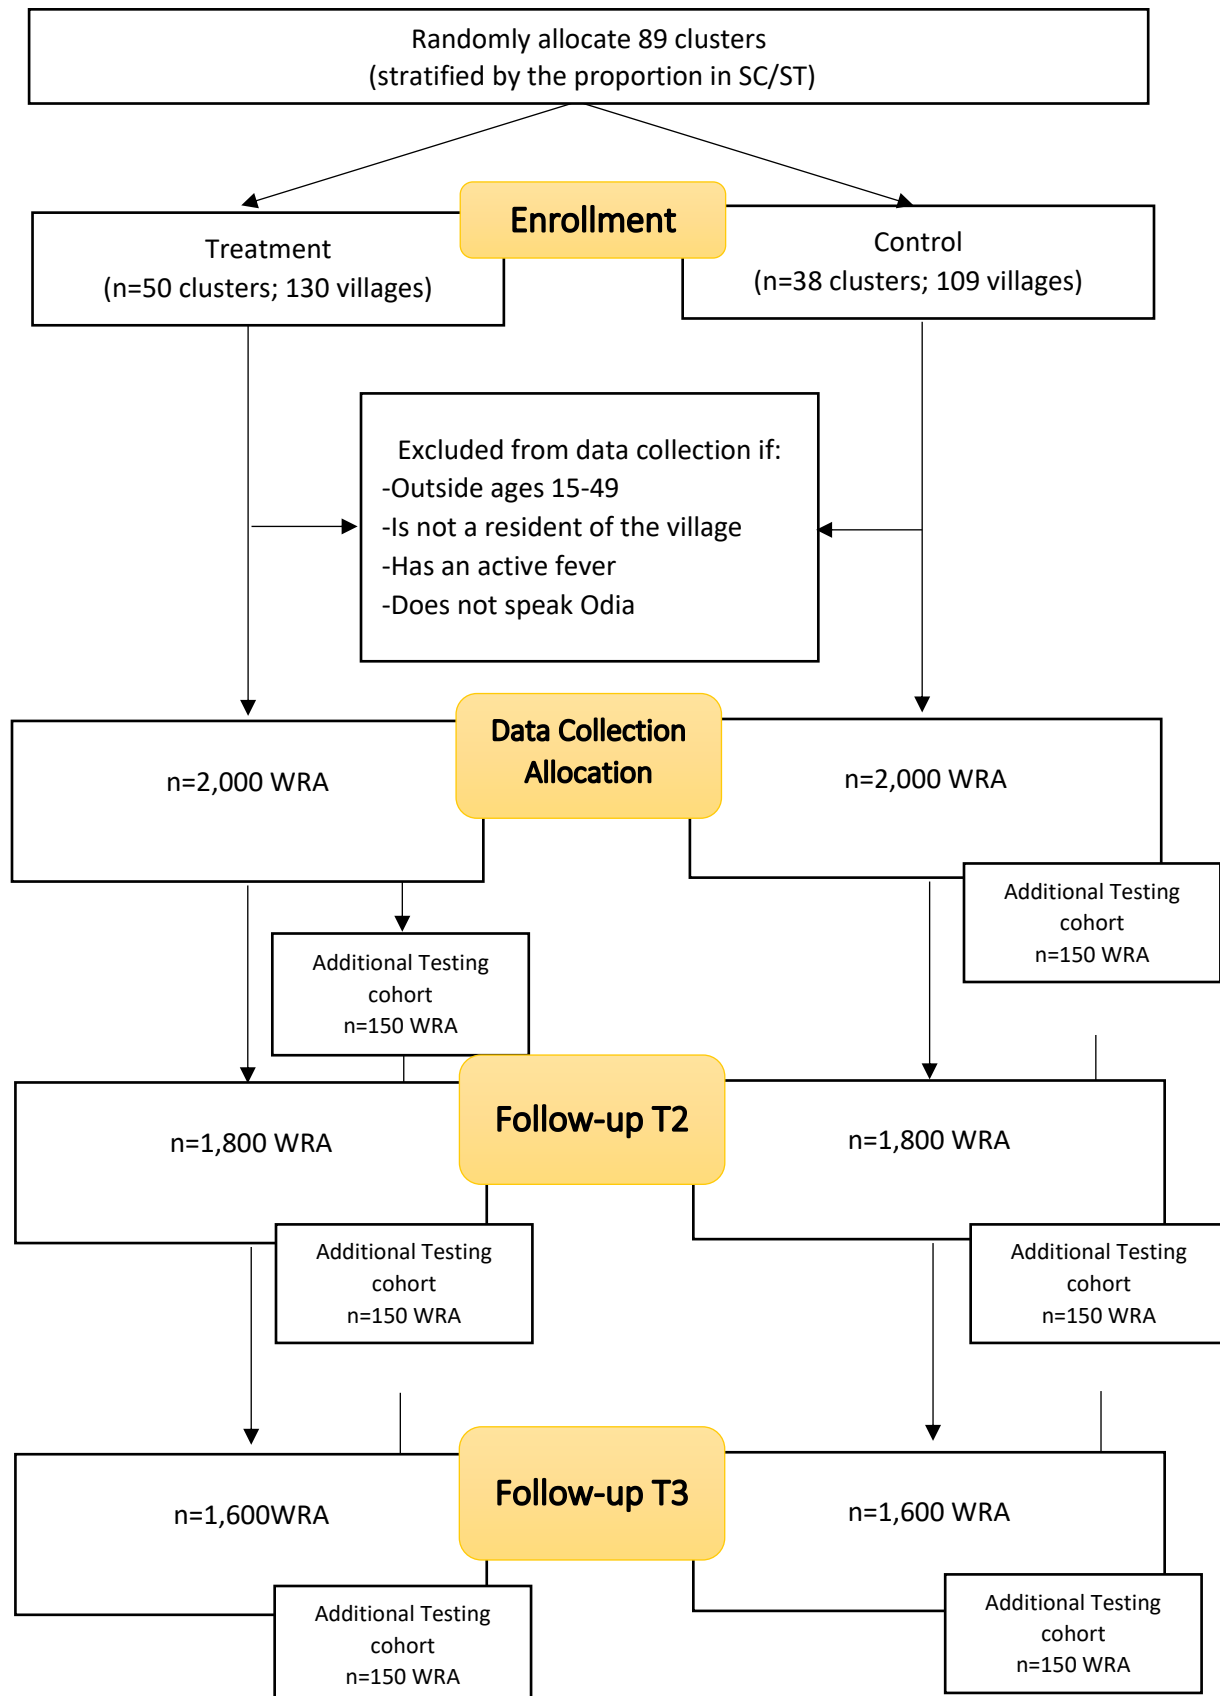 Randomly allocate 89 clusters
(stratified by the proportion in SC/ST)
Enrollment
Treatment
(n=50 clusters; 130 villages)
Control
(n=38 clusters; 109 villages)
Excluded from data collection if:
-Outside ages 15-49
-Is not a resident of the village
-Has an active fever
-Does not speak Odia
Data Collection
Allocation
n=2,000 WRA
n=2,000 WRA
Additional Testing
cohort
n=150 WRA
Additional Testing
cohort
n=150 WRA
Follow-up T2
n=1,800 WRA
n=1,800 WRA
Additional Testing
cohort
n=150 WRA
Additional Testing
cohort
n=150 WRA
Follow-up T3
n=1,600WRA
n=1,600 WRA
Additional Testing
cohort
n=150 WRA
Additional Testing
cohort
n=150 WRA